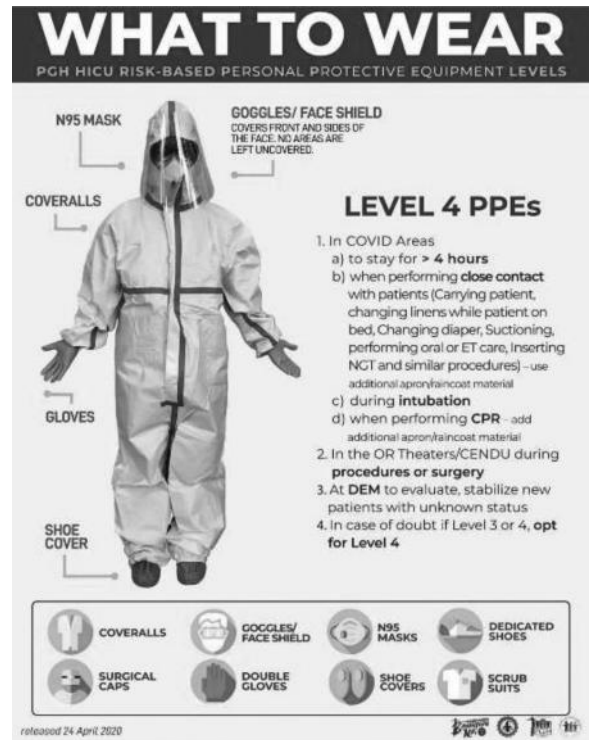 WHAT TO WEAR
PGH HICU RISK-BASED PERSONAL PROTECTIVE EQUIPMENT LEVELS
N95 MASK
GOGGLES/ FACE SHIELD
COVERS FRONT AND SIDES OF
THE FACE. NO AREAS ARE
LEFT UNCOVERED.
COVERALLS
GLOVES
SHOE
COVER
LEVEL 4 PPEs
1. In COVID Areas
a) to stay for > 4 hours
b) when performing close contact
with patients (Carrying patient,
changing linens while patient on
bed, Changing diaper, Suctioning,
performing oral or ET care, Inserting
NGT and similar procedures) – use
additional apron/raincoat material
c) during intubation
d) when performing CPR – add
additional apron/raincoat material
2. In the OR Theaters/CENDU during
procedures or surgery
3. At DEM to evaluate, stabilize new
patients with unknown status
4. In case of doubt if Level 3 or 4, opt
for Level 4
COVERALLS
GOGGLES/
FACE SHIELD
N95
MASKS
DEDICATED
SHOES
SURGICAL
CAPS
DOUBLE
GLOVES
SHOE
COVERS
SCRUB
SUITS
released 24 April 2020